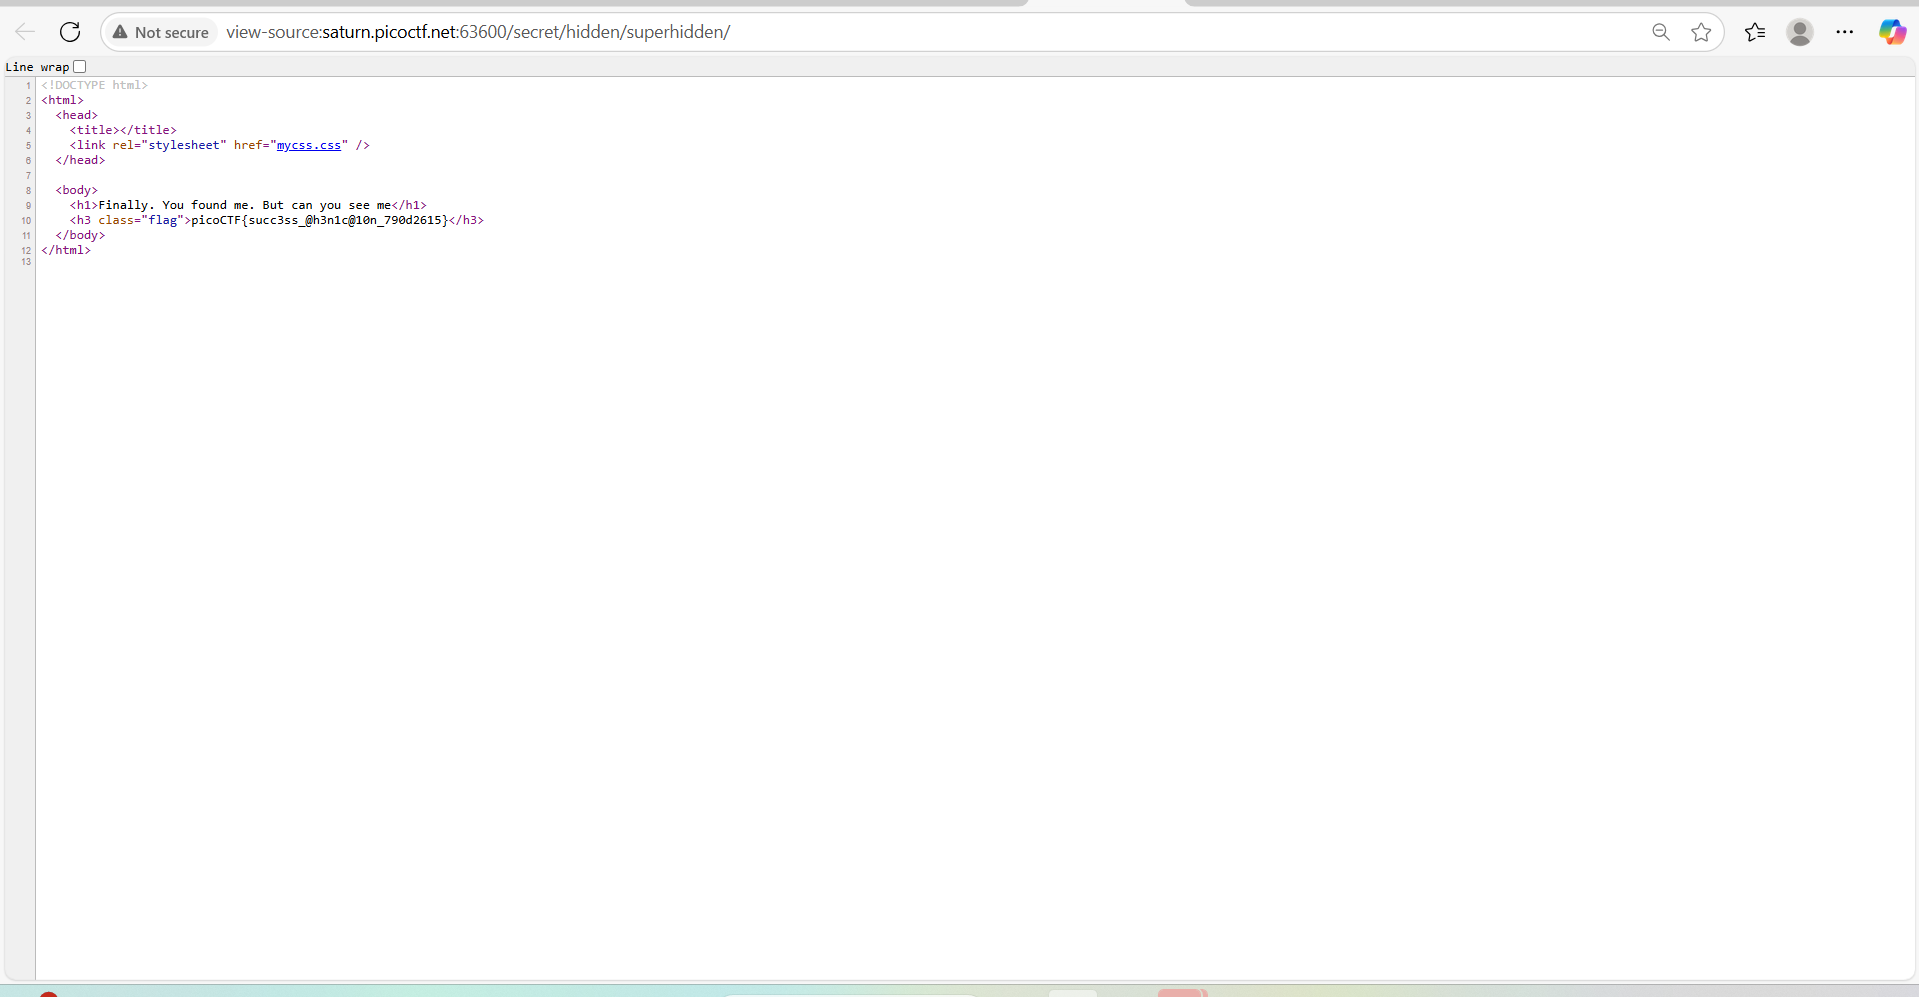 Not secure view-source:saturn.picoctf.net:63600/secret/hidden/superhidden/
Line wrap
1 <!DOCTYPE html>
2 <html>
3 <head>
4 <title></title>
5 <link rel="stylesheet" href="mycss.css" />
6 </head>
7
8 <body>
9 <h1>Finally. You found me. But can you see me</h1>
10 <h3 class="flag">picoCTF{succ3ss_@h3n1c@10n_790d2615}</h3>
11 </body>
12 </html>
13